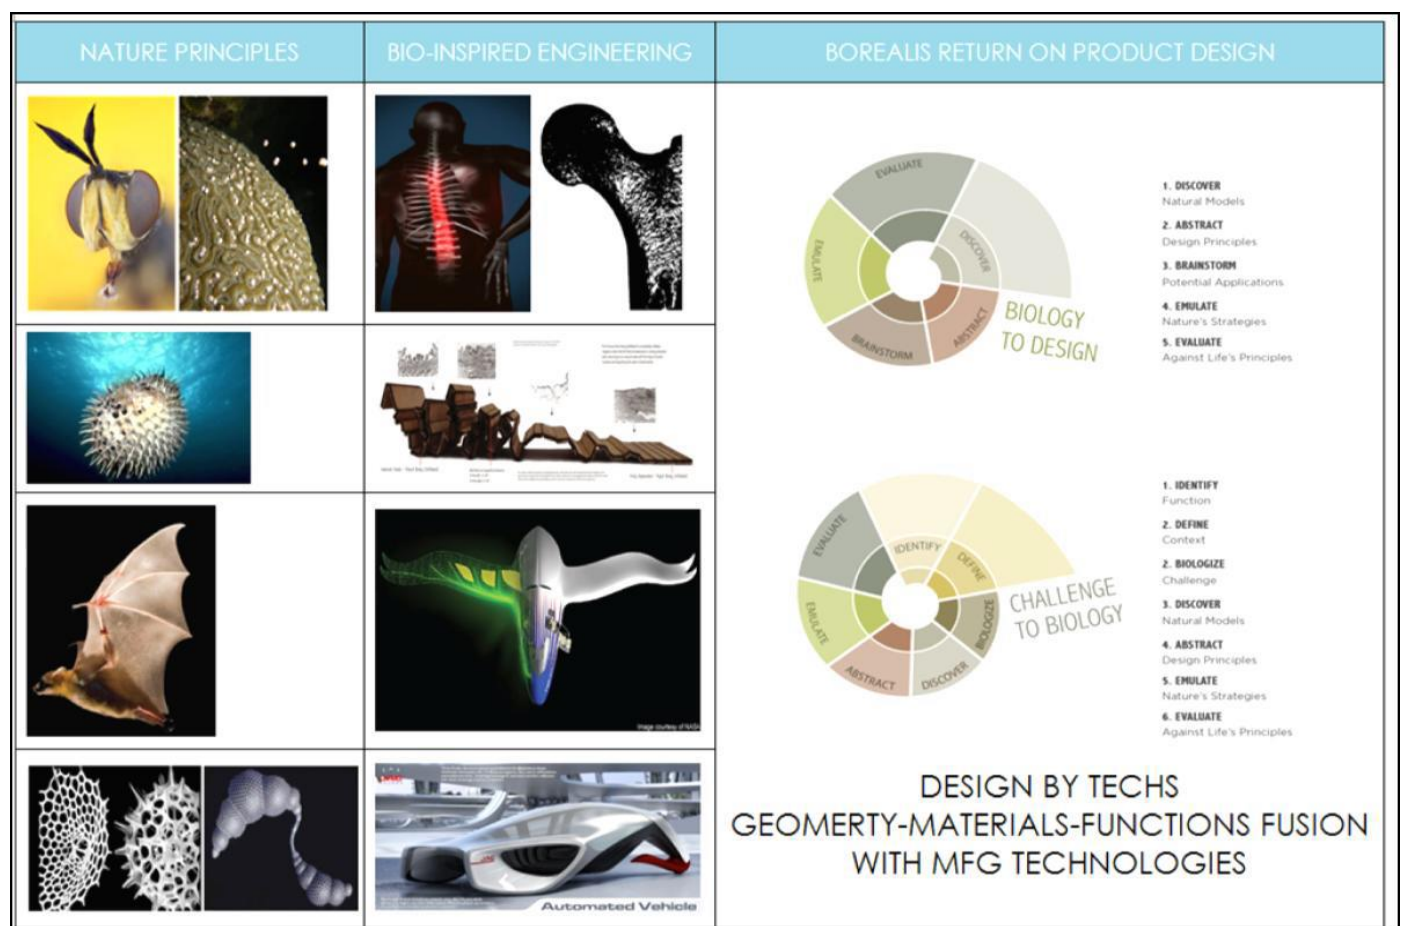 NATURE PRINCIPLES
BIO-INSPIRED ENGINEERING
BOREALIS RETURN ON PRODUCT DESIGN
EVALUATE
DISCOVER
EMULATE
BRAINSTORM
ABSTRACT
BIOLOGY
TO DESIGN
1. DISCOVER
Natural Models
2. ABSTRACT
Design Principles
3. BRAINSTORM
Potential Applications
4. EMULATE
Nature's Strategies
5. EVALUATE
Against Life's Principles
EVALUATE
IDENTIFY
DEFINE
BIOLOGIZE
EMULATE
ABSTRACT
DISCOVER
CHALLENGE
TO BIOLOGY
1. IDENTIFY
Function
2. DEFINE
Context
2. BIOLOGIZE
Challenge
3. DISCOVER
Natural Models
4. ABSTRACT
Design Principles
5. EMULATE
Nature's Strategies
6. EVALUATE
Against Life's Principles
Image courtesy of NASA
Automated Vehicle
DESIGN BY TECHS
GEOMERTY-MATERIALS-FUNCTIONS FUSION
WITH MFG TECHNOLOGIES